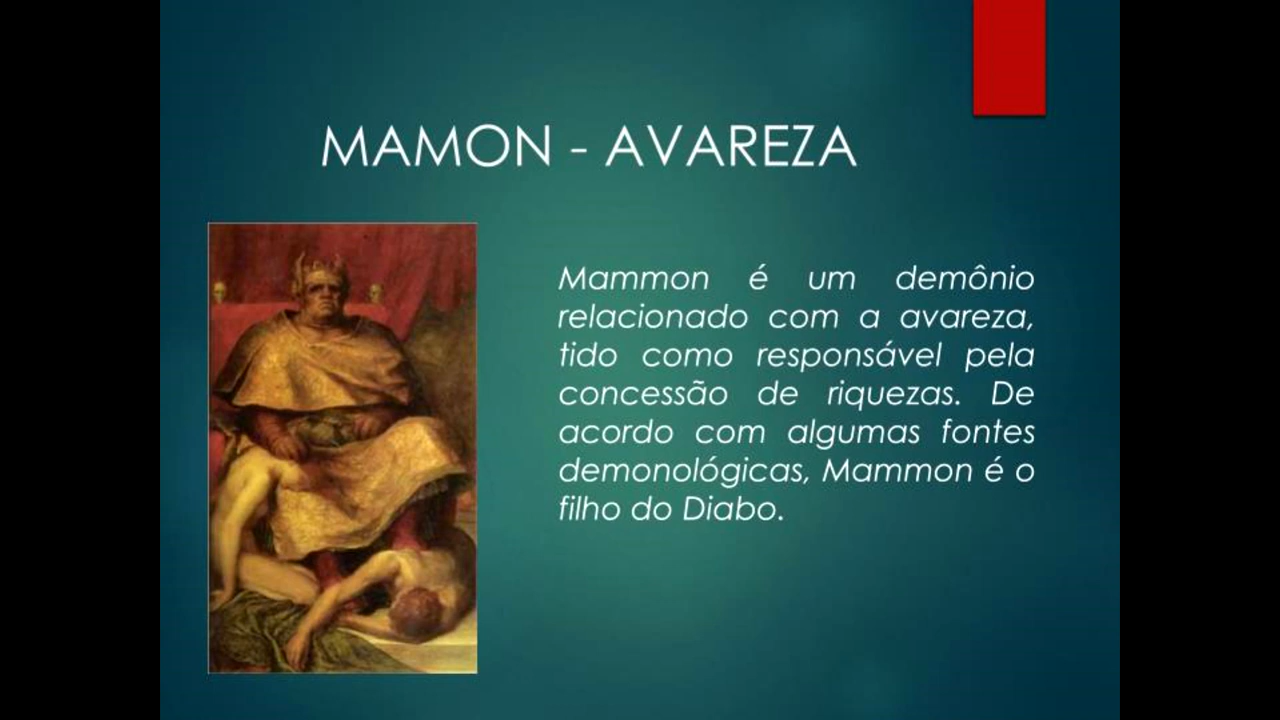 MAMON - AVAREZA
Mammon é um demônio
relacionado com a avareza,
tido como responsável pela
concessão de riquezas. De
acordo com algumas fontes
demonológicas, Mammon é o
filho do Diabo.